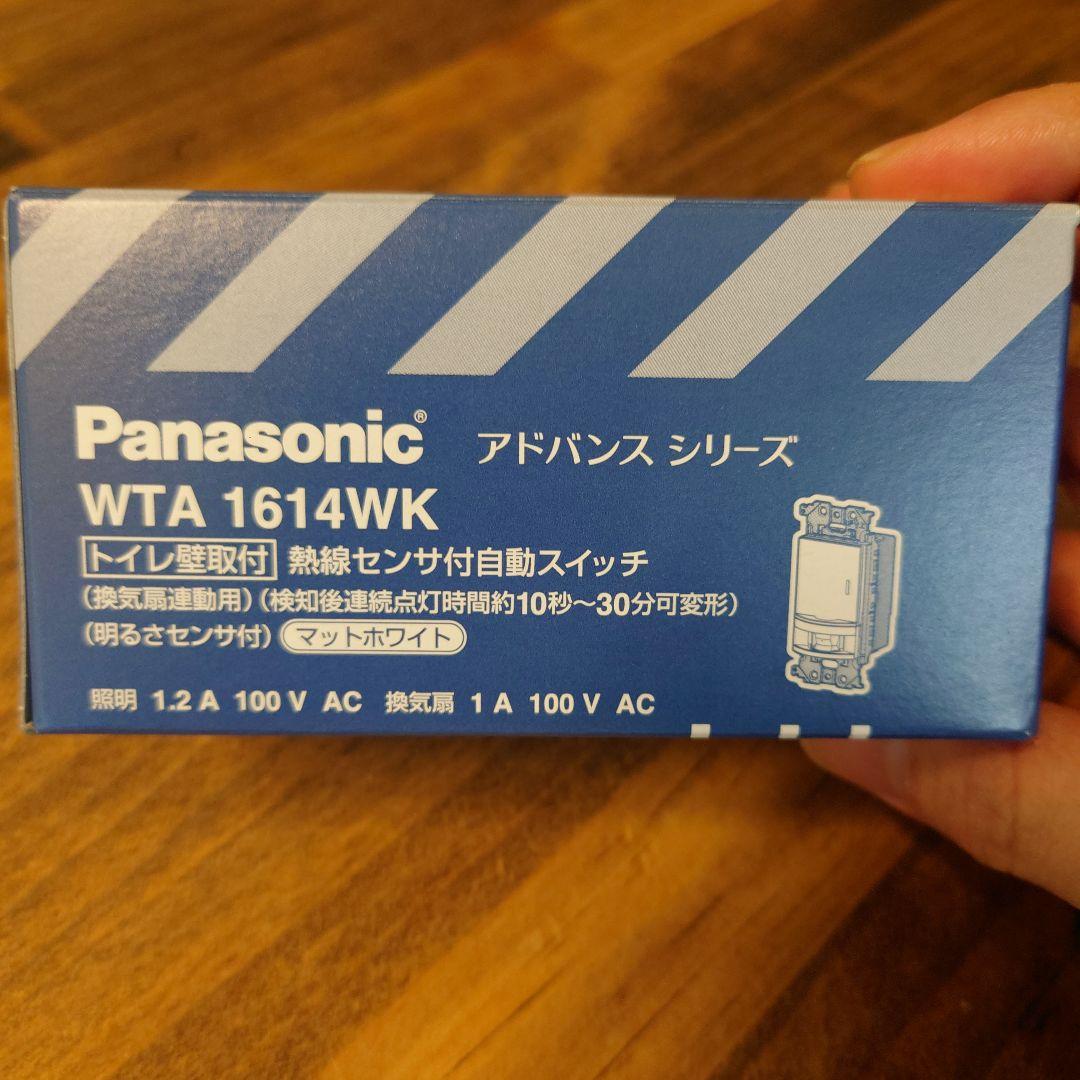 Panasonic® アドバンス シリーズ
WTA 1614WK
トイレ壁取付 熱線センサ付自動スイッチ
(換気扇連動用)(検知後連続点灯時間約10秒～30分可変形)
(明るさセンサ付) マットホワイト
照明 1.2 A 100 V AC 換気扇 1 A 100 V AC